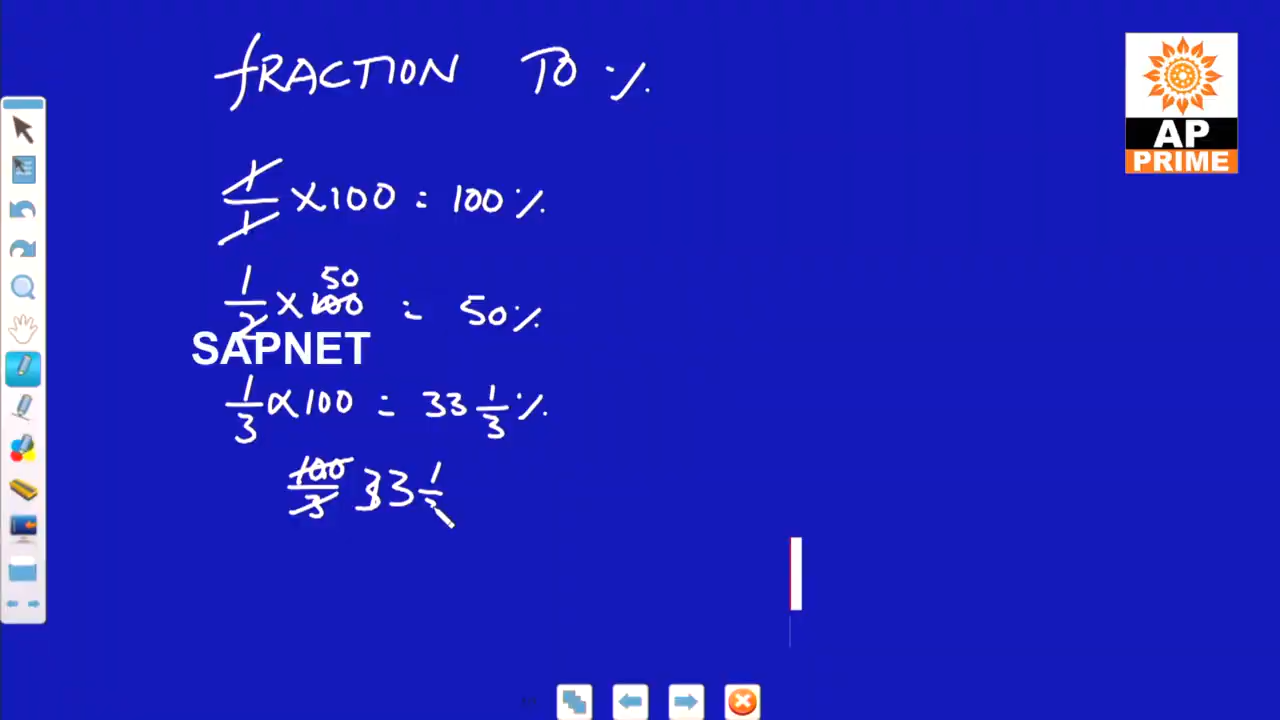 FRACTION TO %
AP
PRIME
1/1 × 100 = 100%
50
1/2 × 100 = 50%
SAPNET
1/3 × 100 = 33 1/3 %
100/3 33 1/3